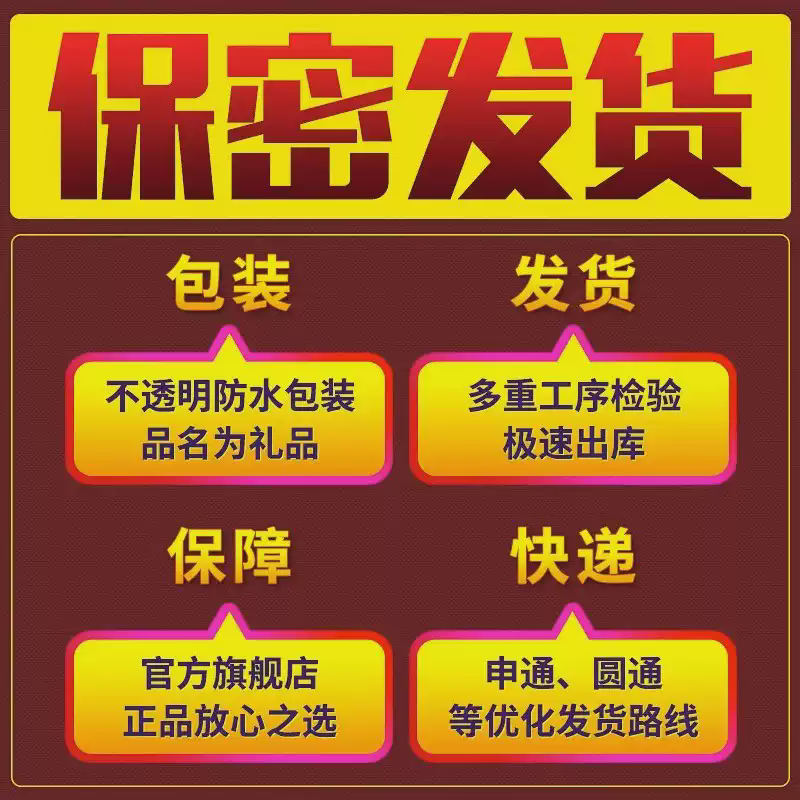 保密发货
包装
不透明防水包装
品名为礼品
发货
多重工序检验
极速出库
保障
官方旗舰店
正品放心之选
快递
申通、圆通
等优化发货路线